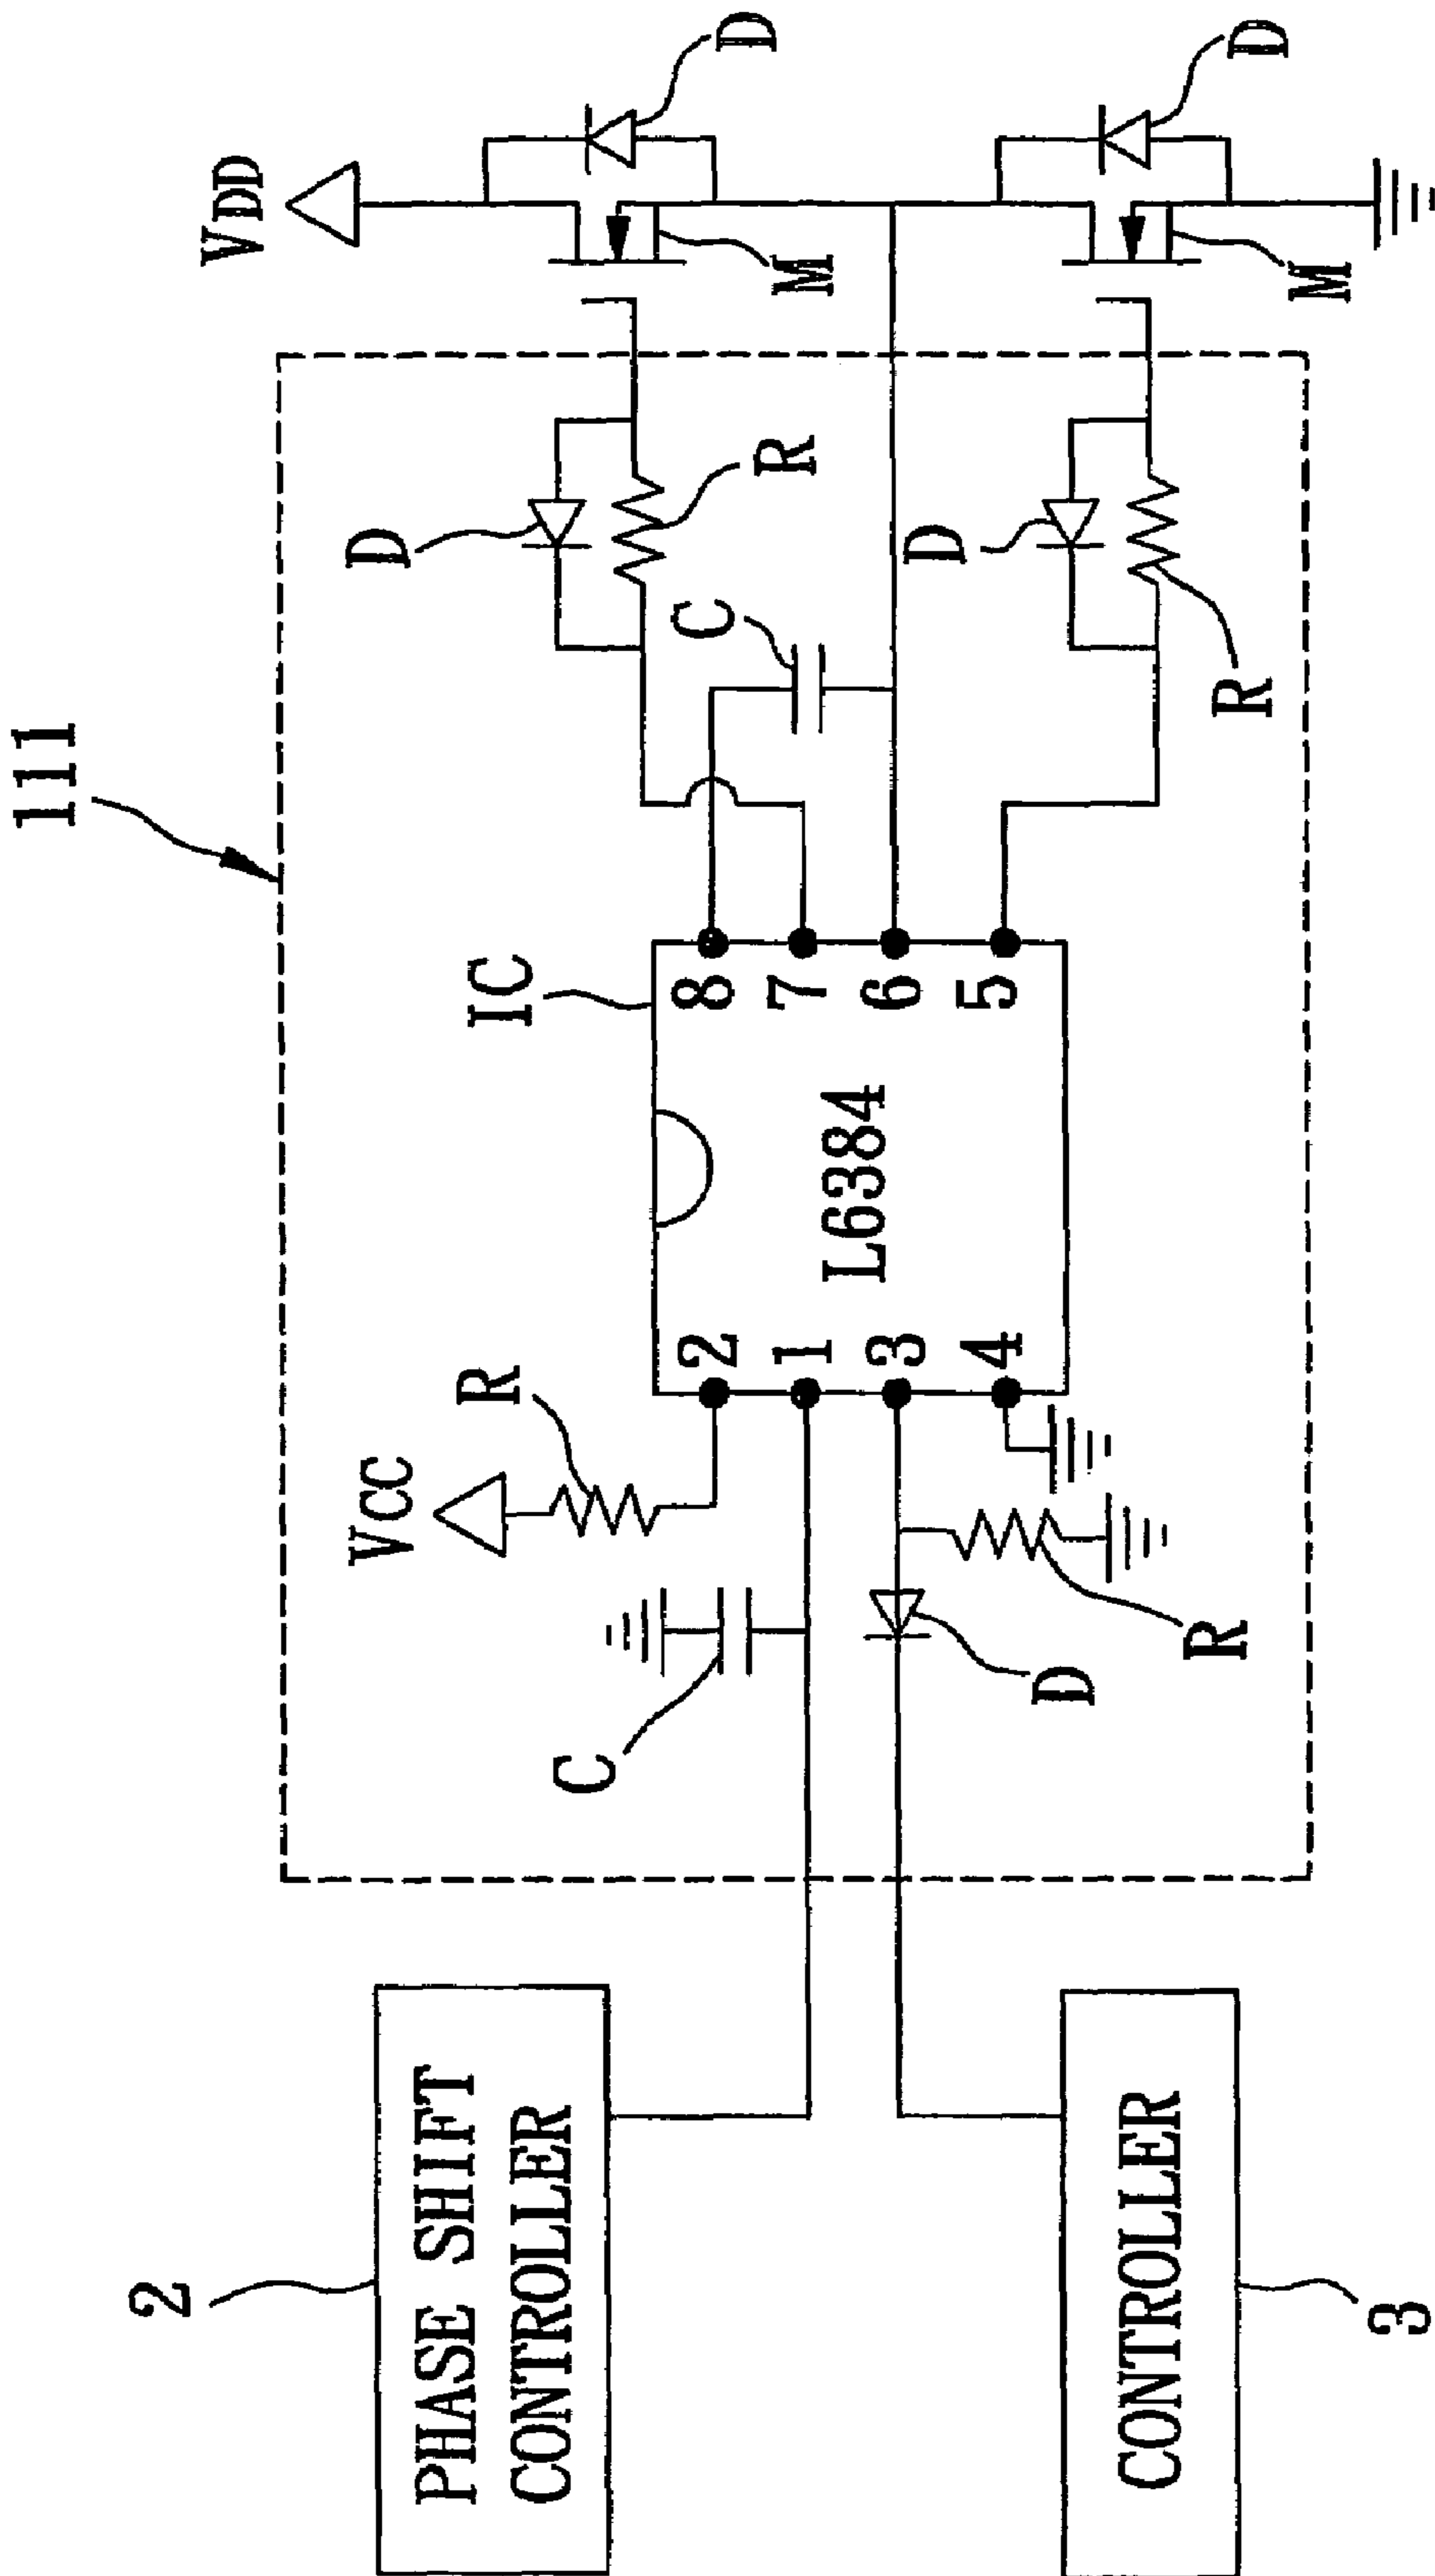 111
VDD
D
M
D
M
D
R
D
R
C
IC
8
7
6
5
L6384
2
1
3
4
R
VCC
C
D
R
2
PHASE SHIFT
CONTROLLER
CONTROLLER
3